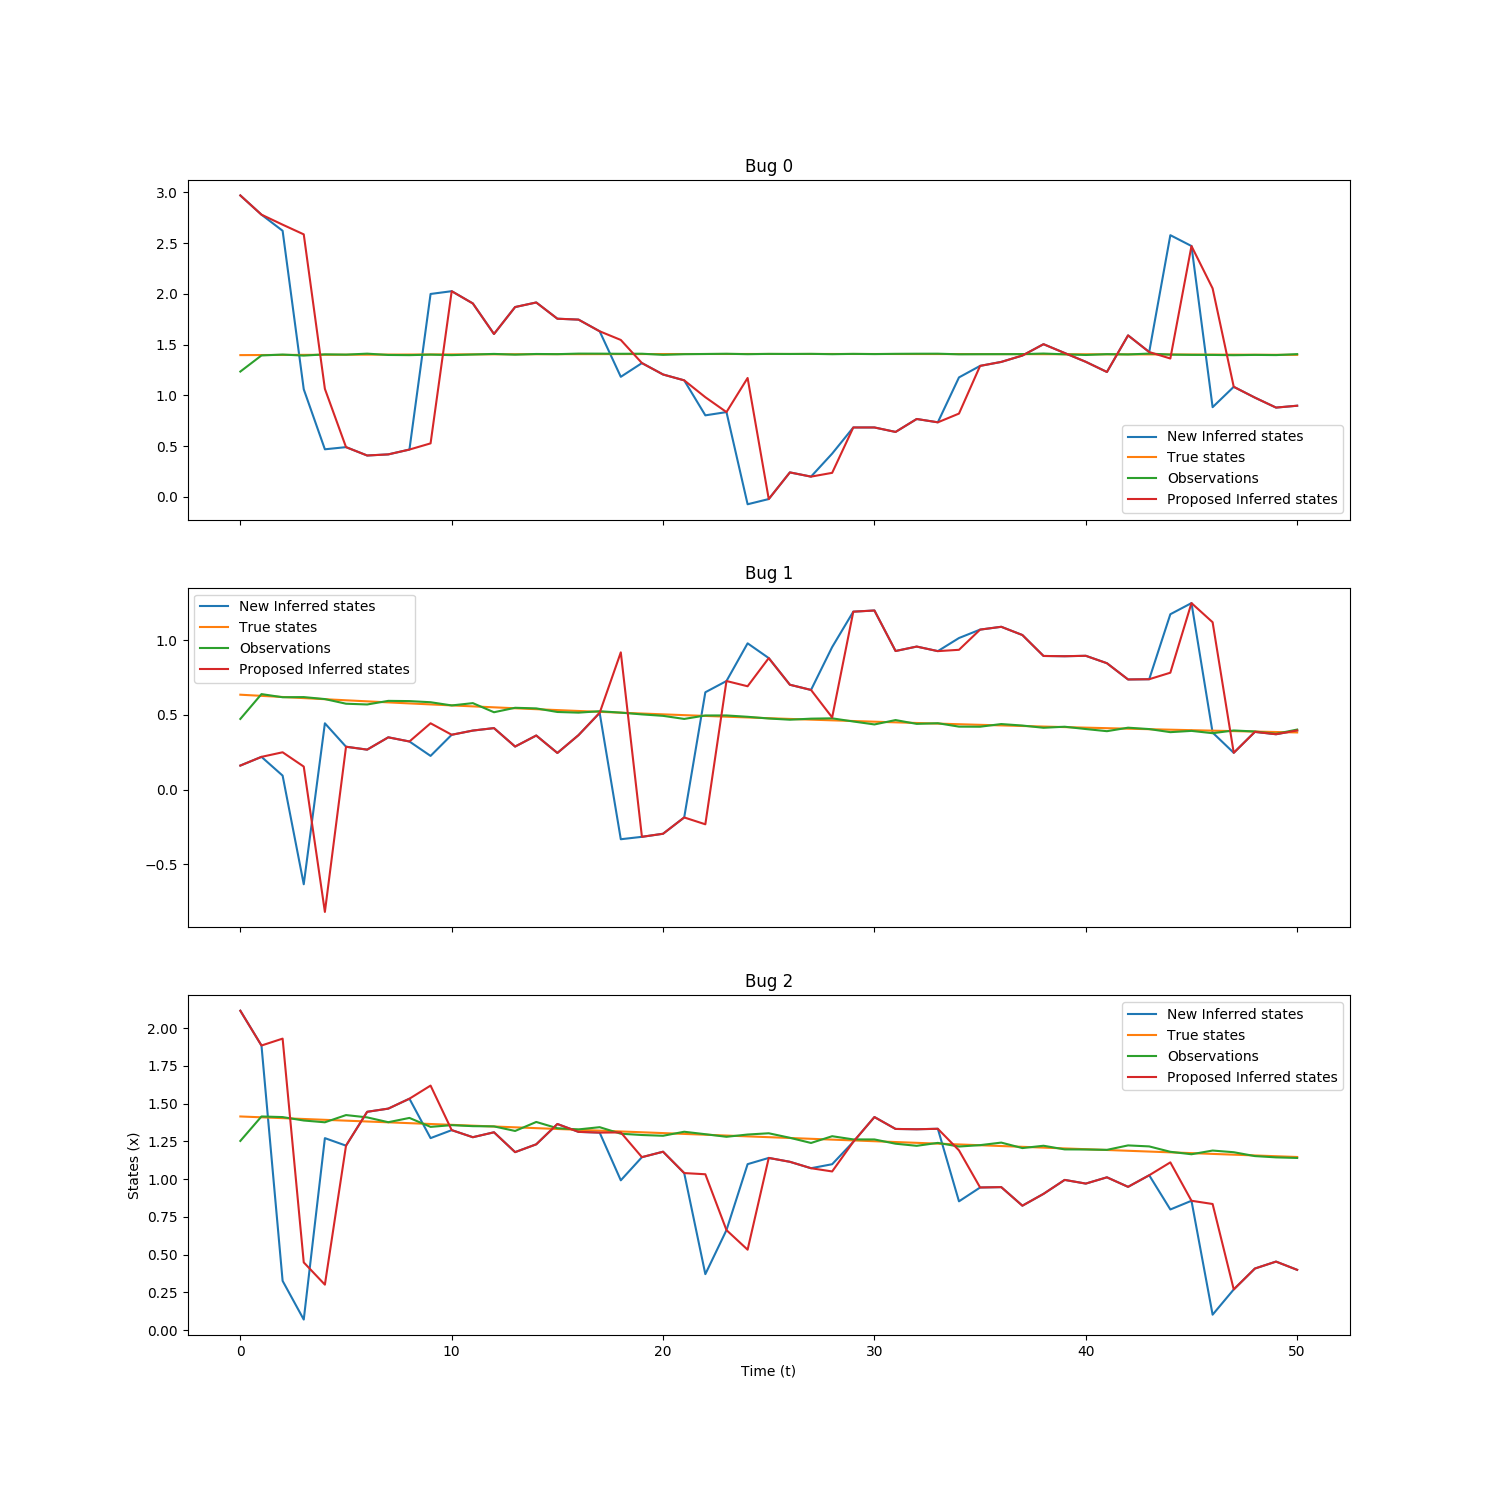 Bug 0
3.0
2.5
2.0
1.5
1.0
0.5
0.0
New Inferred states
True states
Observations
Proposed Inferred states
Bug 1
1.0
0.5
0.0
−0.5
New Inferred states
True states
Observations
Proposed Inferred states
Bug 2
States (x)
2.00
1.75
1.50
1.25
1.00
0.75
0.50
0.25
0.00
New Inferred states
True states
Observations
Proposed Inferred states
0 10 20 30 40 50
Time (t)